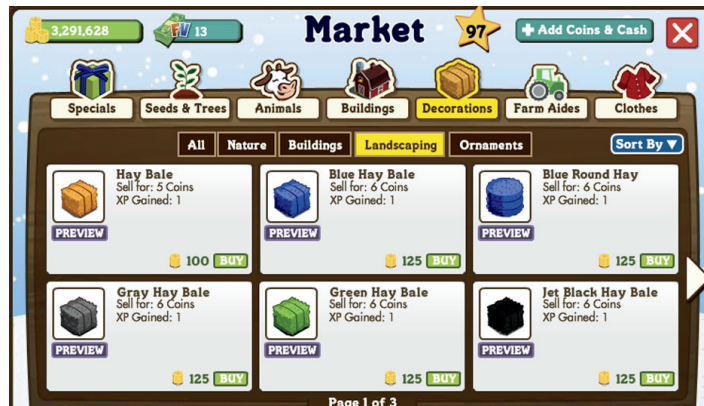 3,291,628
FV 13
Market
97
+ Add Coins & Cash
Specials
Seeds & Trees
Animals
Buildings
Decorations
Farm Aides
Clothes
All
Nature
Buildings
Landscaping
Ornaments
Sort By ▼
Hay Bale
Sell for: 5 Coins
XP Gained: 1
PREVIEW
100 BUY
Blue Hay Bale
Sell for: 6 Coins
XP Gained: 1
PREVIEW
125 BUY
Blue Round Hay
Sell for: 6 Coins
XP Gained: 1
PREVIEW
125 BUY
Gray Hay Bale
Sell for: 6 Coins
XP Gained: 1
PREVIEW
125 BUY
Green Hay Bale
Sell for: 6 Coins
XP Gained: 1
PREVIEW
125 BUY
Jet Black Hay Bale
Sell for: 6 Coins
XP Gained: 1
PREVIEW
125 BUY
Page 1 of 3